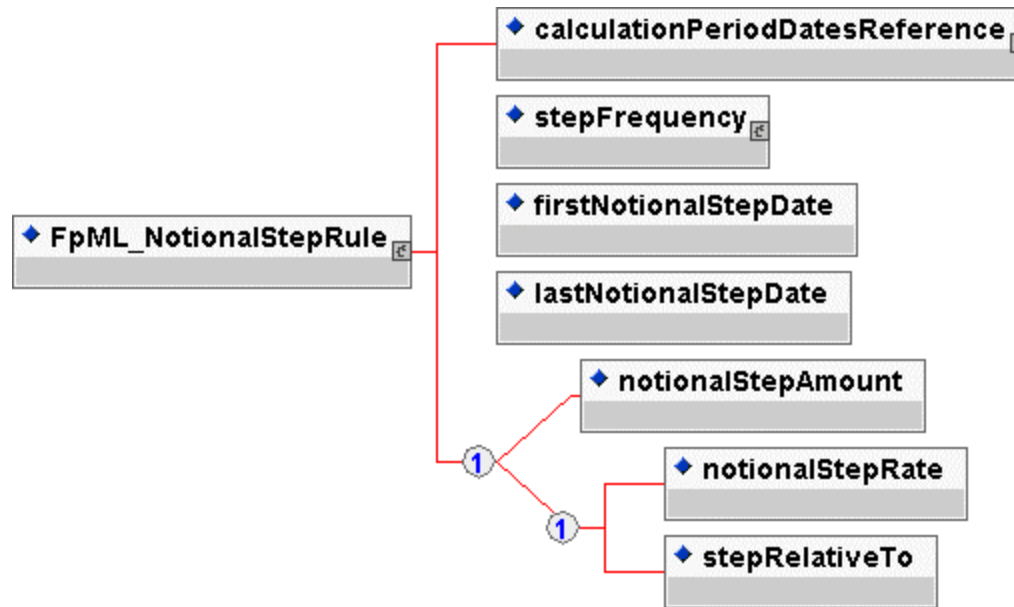 calculationPeriodDatesReference
stepFrequency
firstNotionalStepDate
FpML_NotionalStepRule
lastNotionalStepDate
notionalStepAmount
1
notionalStepRate
1
stepRelativeTo